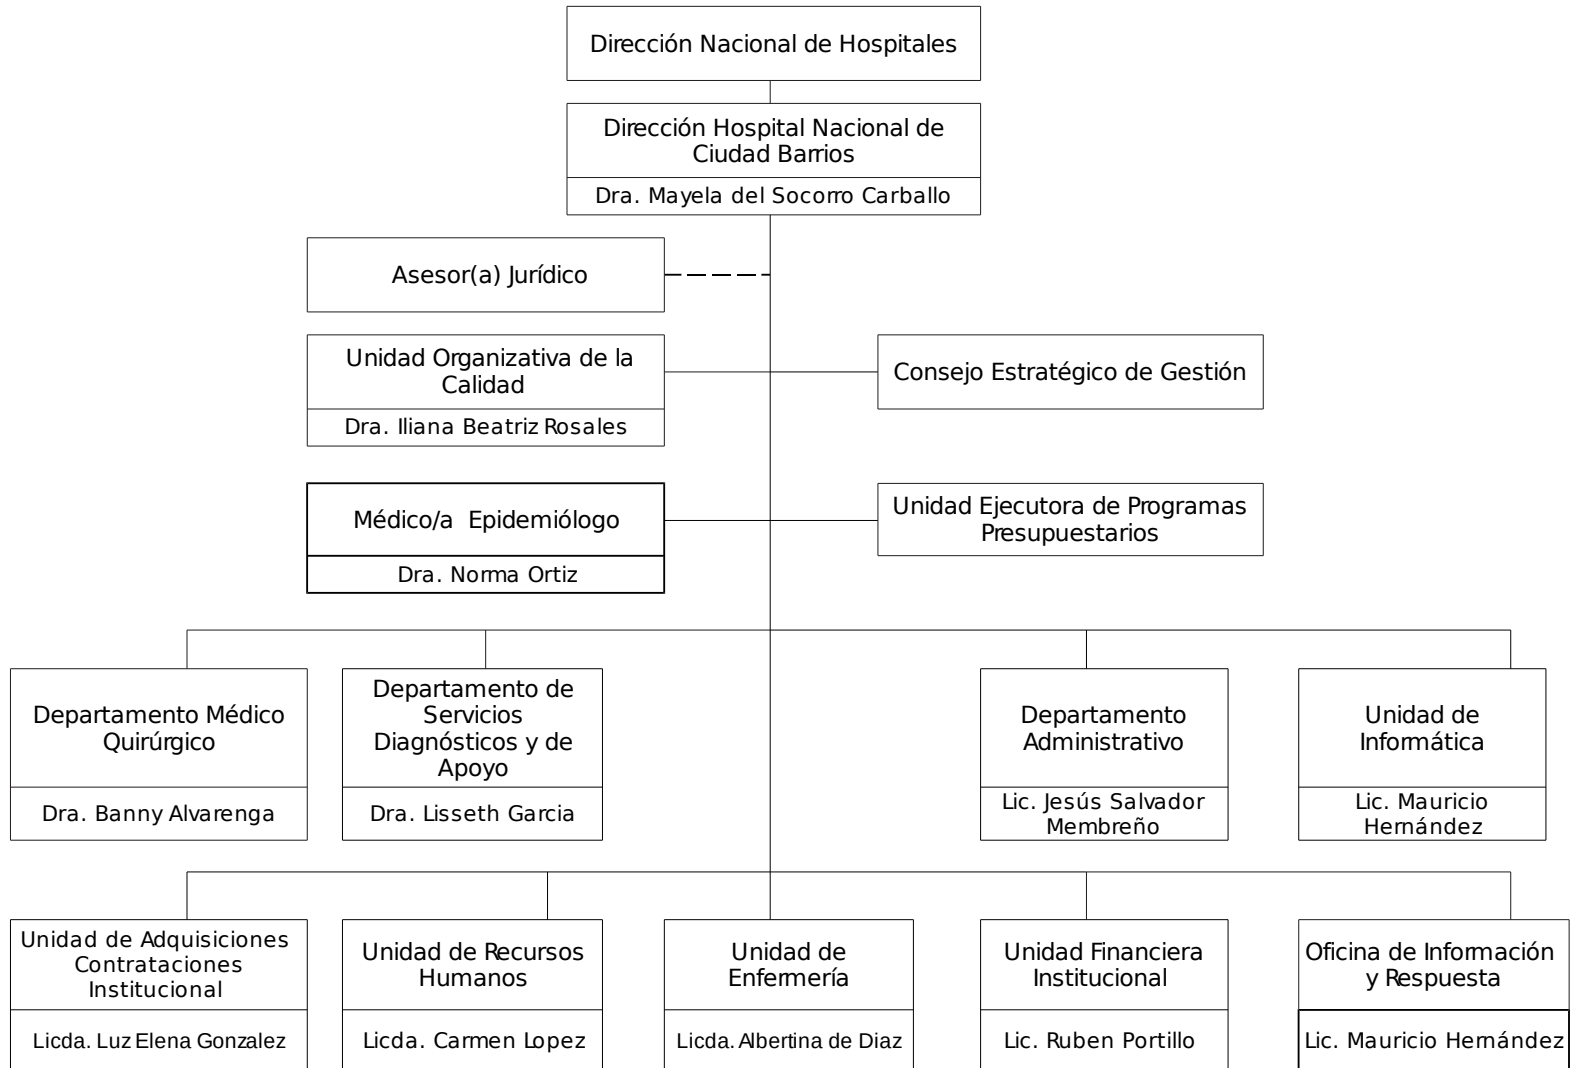 Dirección Nacional de Hospitales
Dirección Hospital Nacional de
Ciudad Barrios
Dra. Mayela del Socorro Carballo
Asesor(a) Jurídico
Unidad Organizativa de la
Calidad
Dra. Iliana Beatriz Rosales
Consejo Estratégico de Gestión
Médico/a Epidemiólogo
Dra. Norma Ortiz
Unidad Ejecutora de Programas
Presupuestarios
Departamento Médico
Quirúrgico
Dra. Banny Alvarenga
Departamento de
Servicios
Diagnósticos y de
Apoyo
Dra. Lisseth Garcia
Departamento
Administrativo
Lic. Jesús Salvador
Membreño
Unidad de
Informática
Lic. Mauricio
Hernández
Unidad de Adquisiciones
Contrataciones
Institucional
Licda. Luz Elena Gonzalez
Unidad de Recursos
Humanos
Licda. Carmen Lopez
Unidad de
Enfermería
Licda. Albertina de Diaz
Unidad Financiera
Institucional
Lic. Ruben Portillo
Oficina de Información
y Respuesta
Lic. Mauricio Hernández